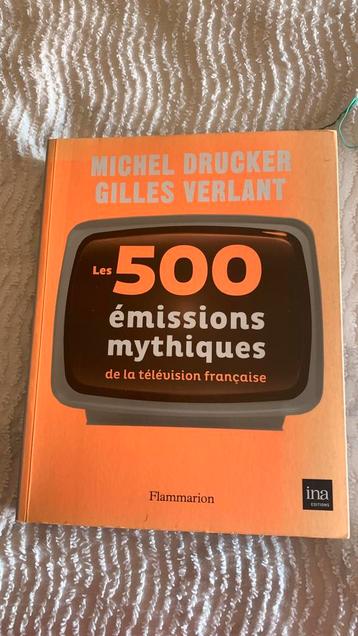 MICHEL DRUCKER
GILLES VERLANT
Les 500
émissions
mythiques
de la télévision française
Flammarion
ina
EDITIONS